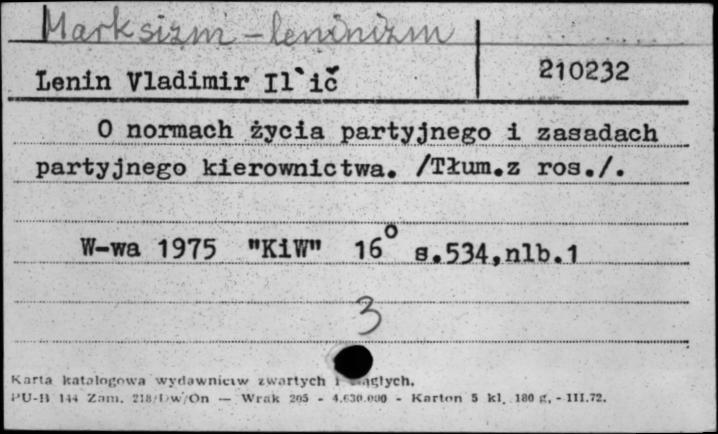 Marksizm – leninizm
Lenin Vladimir Il`ič
210232
O normach życia partyjnego i zasadach
partyjnego kierownictwa. /Tłum.z ros./.
W-wa 1975 "KiW" 16° s.534,nlb.1
3
Karta katalogowa wydawnictw zwartych i ciągłych.
PU-B 144 Zam. 218/Dw/On — Wrak 205 - 4.630.000 - Karton 5 kl. 180 g. - III.72.